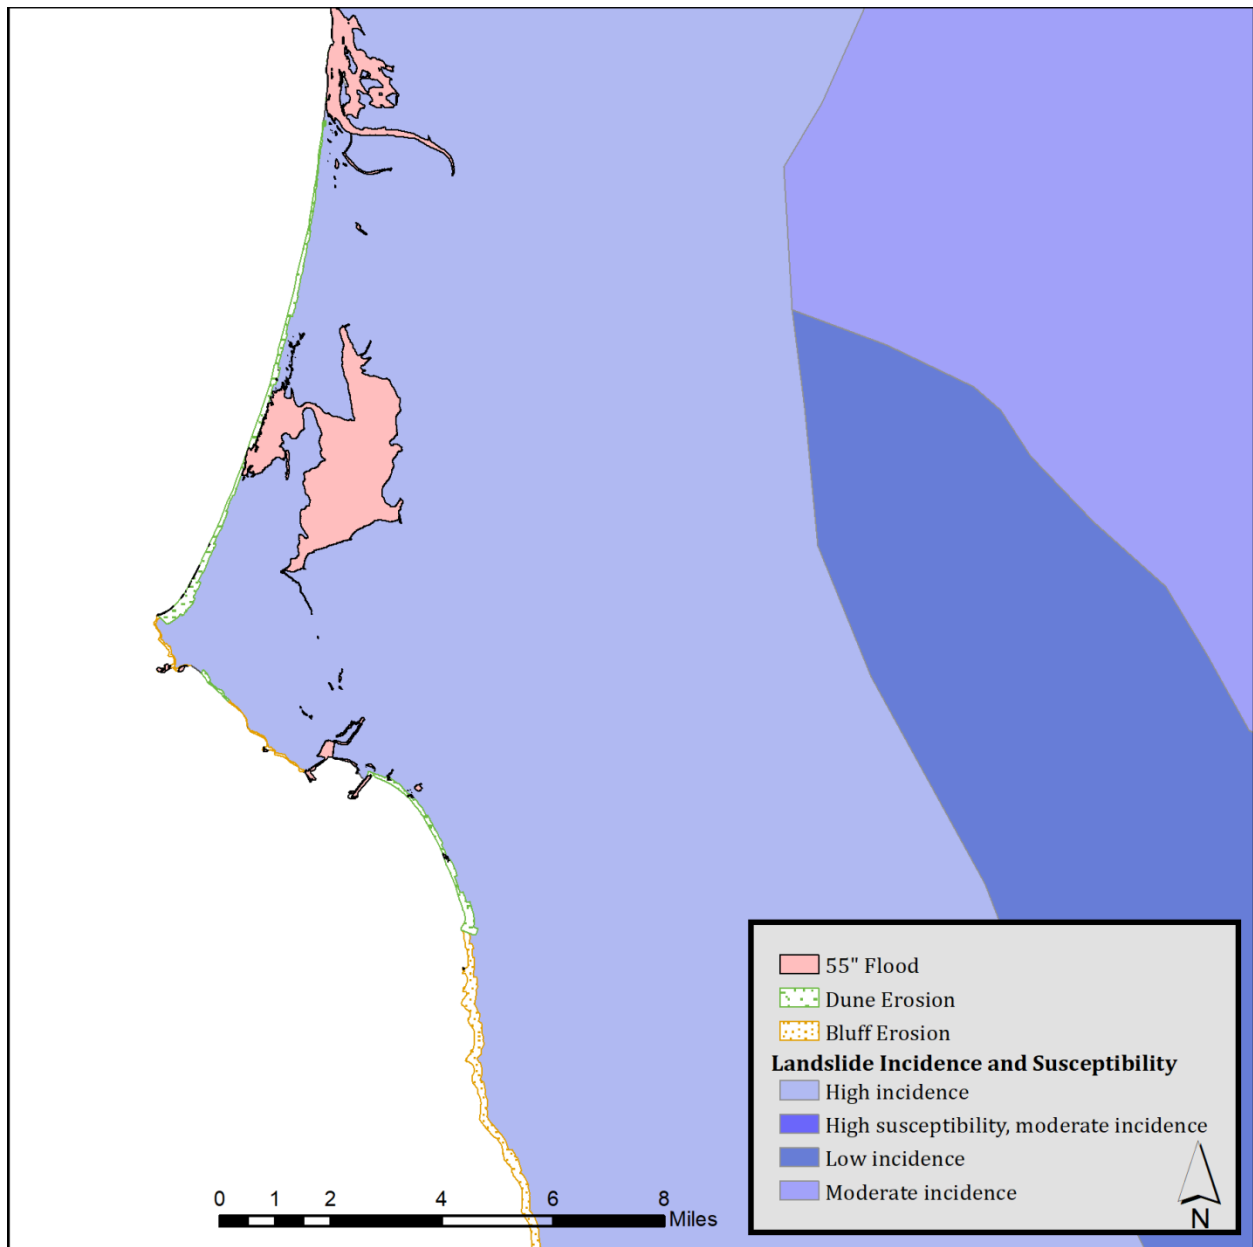 55" Flood
Dune Erosion
Bluff Erosion
Landslide Incidence and Susceptibility
High incidence
High susceptibility, moderate incidence
Low incidence
Moderate incidence
N
0 1 2 4 6 8
Miles